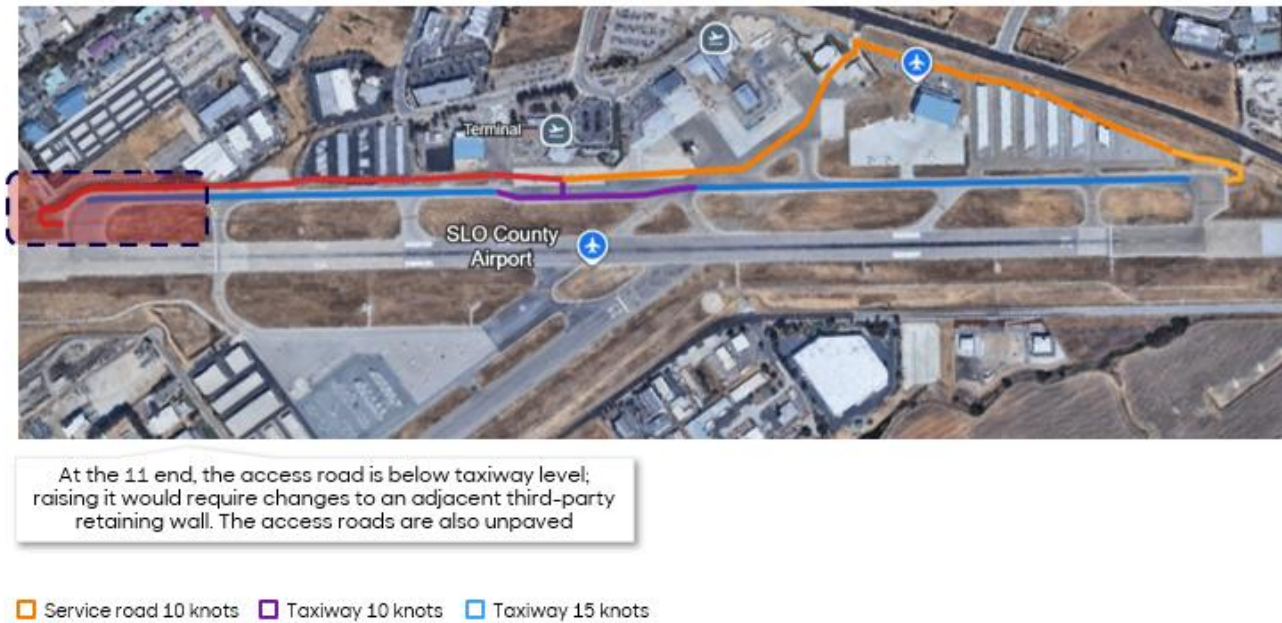 Terminal
SLO County
Airport
At the 11 end, the access road is below taxiway level;
raising it would require changes to an adjacent third-party
retaining wall. The access roads are also unpaved
Service road 10 knots Taxiway 10 knots Taxiway 15 knots